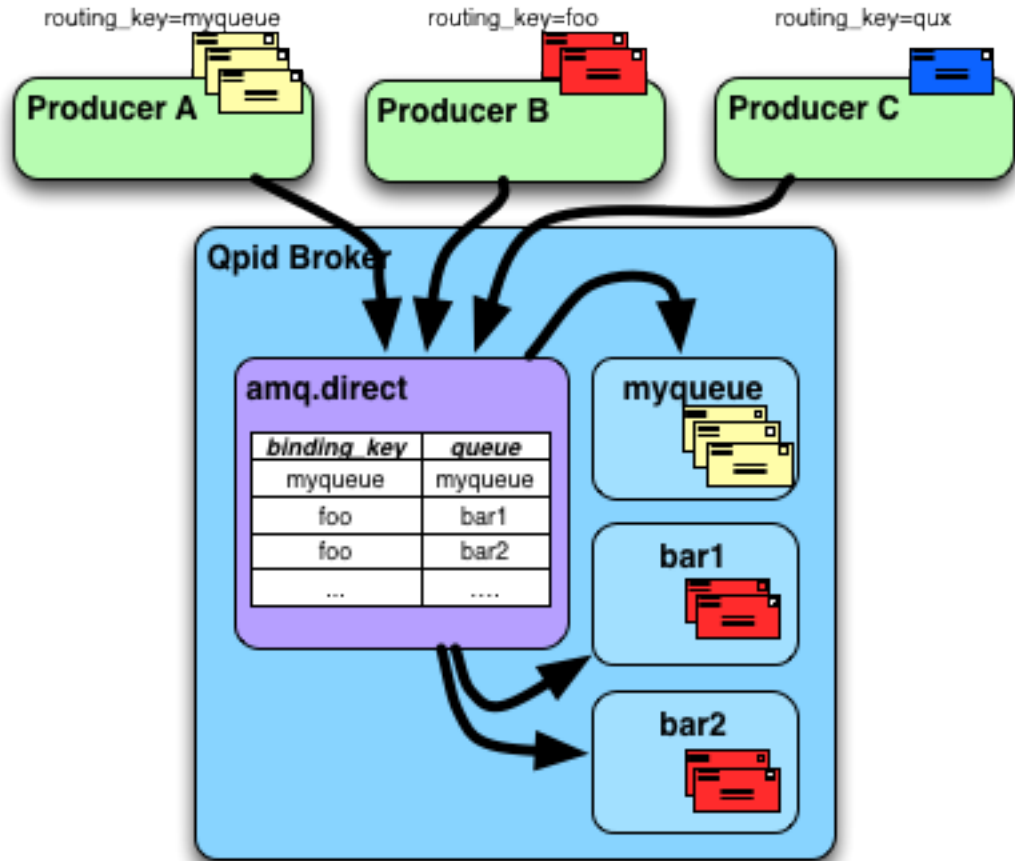 routing_key=myqueue
routing_key=foo
routing_key=qux
Producer A
Producer B
Producer C
Qpid Broker
amq.direct
binding_key queue
myqueue myqueue
foo bar1
foo bar2
... ....
myqueue
bar1
bar2